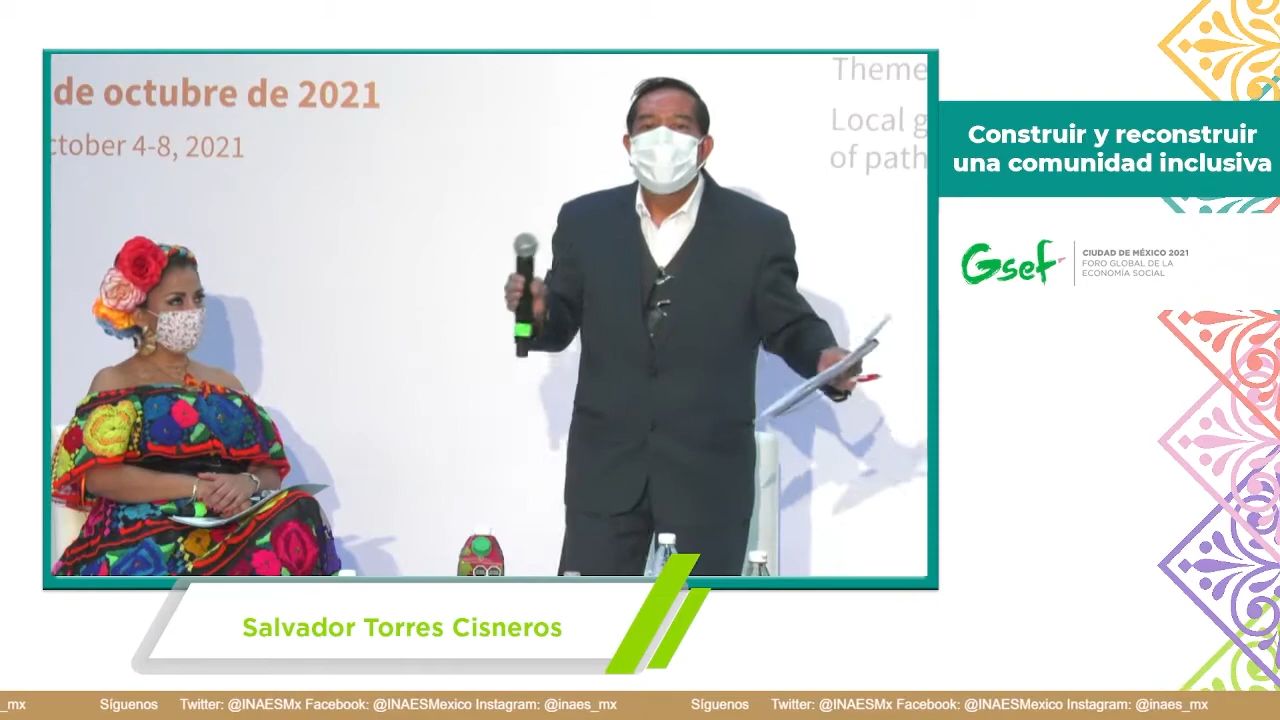 de octubre de 2021
ctober 4-8, 2021
Theme
Local g
of path
Construir y reconstruir
una comunidad inclusiva
Gsef
CIUDAD DE MÉXICO 2021
FORO GLOBAL DE LA
ECONOMÍA SOCIAL
Salvador Torres Cisneros
_mx Síguenos Twitter: @INAESMx Facebook: @INAESMexico Instagram: @inaes_mx Síguenos Twitter: @INAESMx Facebook: @INAESMexico Instagram: @inaes_mx